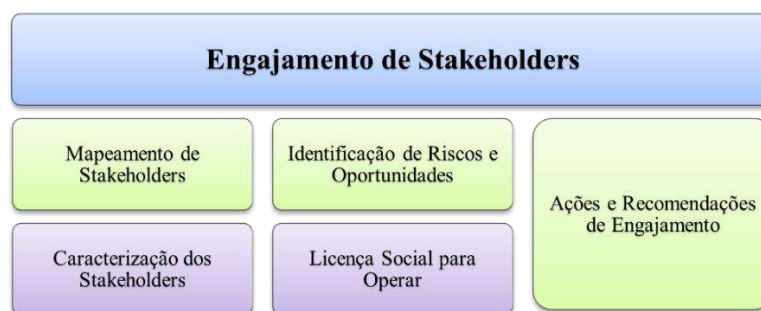 Engajamento de Stakeholders
Mapeamento de
Stakeholders
Identificação de Riscos e
Oportunidades
Ações e Recomendações
de Engajamento
Caracterização dos
Stakeholders
Licença Social para
Operar